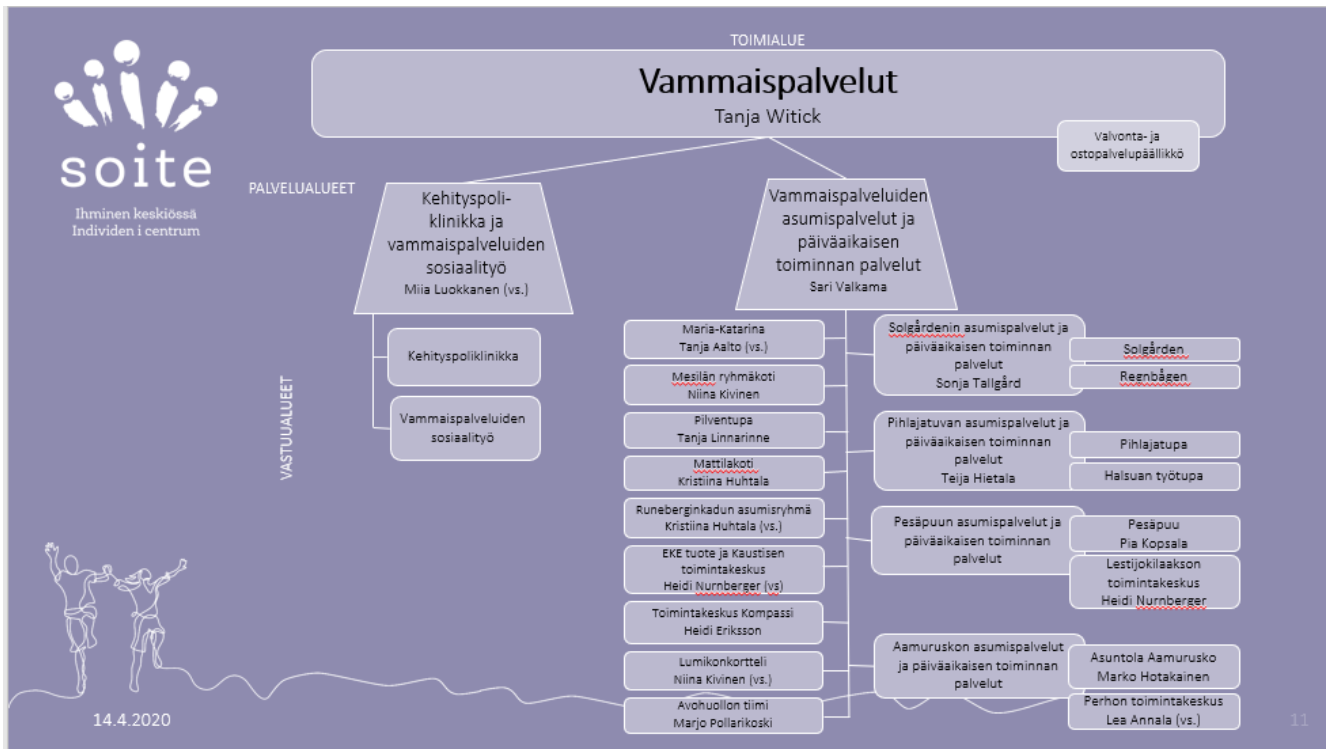 TOIMIALUE
Vammaispalvelut
Tanja Witick
Valvonta- ja
ostopalvelupäällikkö
soite
Ihminen keskiössä
Individen i centrum
PALVELUALUEET
Kehityspoli-
klinikka ja
vammaispalveluiden
sosiaalityö
Miia Luokkanen (vs.)
Vammaispalveluiden
asumispalvelut ja
päiväaikaisen
toiminnan palvelut
Sari Valkama
VASTUUALUEET
Kehityspoliklinikka
Vammaispalveluiden
sosiaalityö
Maria-Katarina
Tanja Aalto (vs.)
Mesilän ryhmäkoti
Niina Kivinen
Pilventupa
Tanja Linnarinne
Mattilakoti
Kristiina Huhtala
Runeberginkadun asumisryhmä
Kristiina Huhtala (vs.)
EKE tuote ja Kaustisen
toimintakeskus
Heidi Nurnberger (vs)
Toimintakeskus Kompassi
Heidi Eriksson
Lumikonkortteli
Niina Kivinen (vs.)
Avohuollon tiimi
Marjo Pollarikoski
Solgårdenin asumispalvelut ja
päiväaikaisen toiminnan
palvelut
Sonja Tallgård
Solgården
Regnbågen
Pihlajatuvan asumispalvelut ja
päiväaikaisen toiminnan
palvelut
Teija Hietala
Pihlajatupa
Halsuan työtupa
Pesäpuun asumispalvelut ja
päiväaikaisen toiminnan
palvelut
Pesäpuu
Pia Kopsala
Lestijokilaakson
toimintakeskus
Heidi Nurnberger
Aamuruskon asumispalvelut
ja päiväaikaisen toiminnan
palvelut
Asuntola Aamurusko
Marko Hotakainen
Perhon toimintakeskus
Lea Annala (vs.)
14.4.2020
11